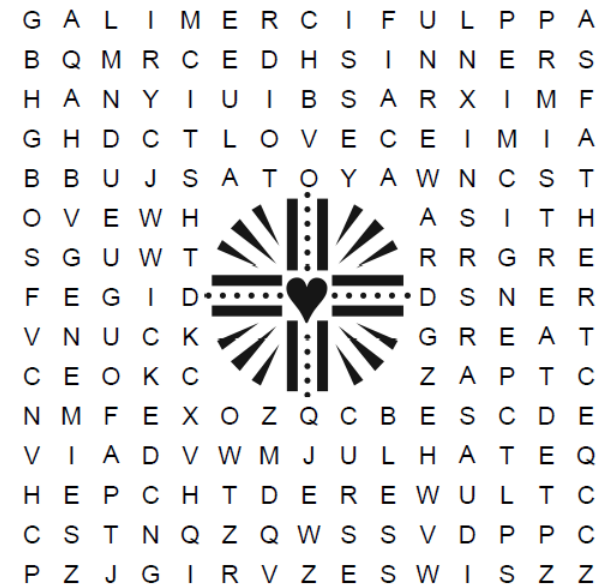 G A L I M E R C I F U L P P A
B Q M R C E D H S I N N E R S
H A N Y I U I B S A R X I M F
G H D C T L O V E C E I M I A
B B U J S A T O Y A W N C S T
O V E W H A S I T H
S G U W T R R G R E
F E G I D D S N E R
V N U C K G R E A T
C E O K C Z A P T C
N M F E X O Z Q C B E S C D E
V I A D V W M J U L H A T E Q
H E P C H T D E R E W U L T C
C S T N Q Z Q W S S V D P P C
P Z J G I R V Z E S W I S Z Z